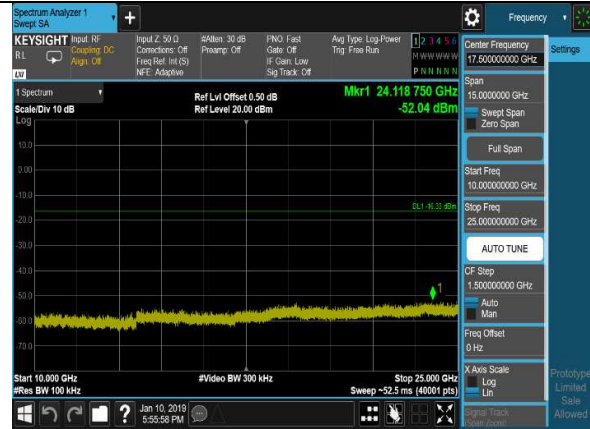 Spectrum Analyzer 1
Swept SA
+
Frequency
KEYSIGHT
Input: RF
Coupling: DC
Align: Off
RL
LXI
Input Z: 50 Ω
Corrections: Off
Freq Ref: Int (S)
NFE: Adaptive
#Atten: 30 dB
Preamp: Off
PNO: Fast
Gate: Off
IF Gain: Low
Sig Track: Off
Avg Type: Log-Power
Trig: Free Run
1 2 3 4 5 6
M W W W W W
P N N N N N
1 Spectrum
Scale/Div 10 dB
Log
Ref Lvl Offset 0.50 dB
Ref Level 20.00 dBm
Mkr1 24.118 750 GHz
-52.04 dBm
10.0
0.00
-10.0
DL1 -16.33 dBm
-20.0
-30.0
-40.0
1
-50.0
-60.0
-70.0
Start 10.000 GHz
#Res BW 100 kHz
#Video BW 300 kHz
Stop 25.000 GHz
Sweep ~52.5 ms (40001 pts)
Center Frequency
17.500000000 GHz
Settings
Span
15.0000000 GHz
Swept Span
Zero Span
Full Span
Start Freq
10.000000000 GHz
Stop Freq
25.000000000 GHz
AUTO TUNE
CF Step
1.500000000 GHz
Auto
Man
Freq Offset
0 Hz
X Axis Scale
Log
Lin
Signal Track
(Span Zoom)
Prototype
Limited
Sale
Allowed
?
Jan 10, 2019
5:55:58 PM